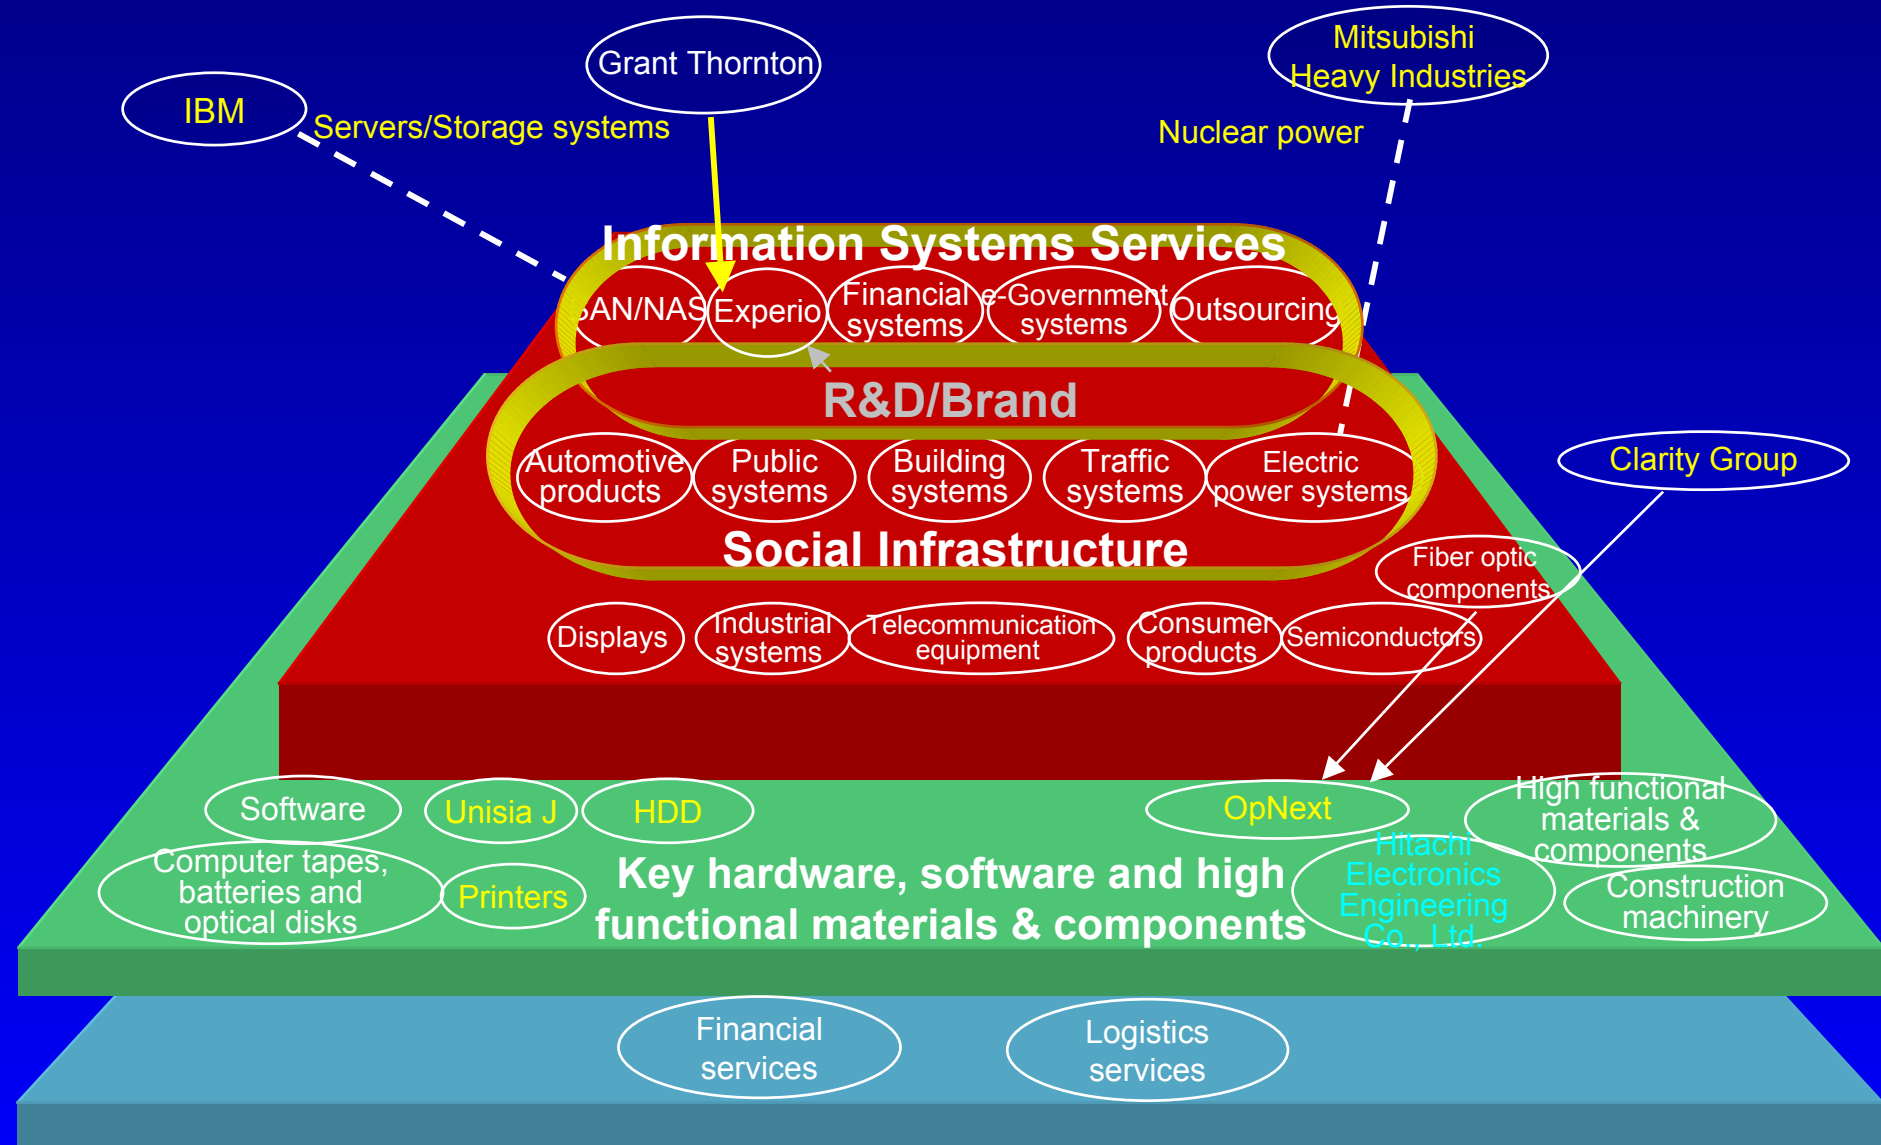 Grant Thornton
Mitsubishi
Heavy Industries
IBM
Servers/Storage systems
Nuclear power
Information Systems Services
SAN/NAS
Experio
Financial
systems
e-Government
systems
Outsourcing
R&D/Brand
Automotive
products
Public
systems
Building
systems
Traffic
systems
Electric
power systems
Clarity Group
Social Infrastructure
Fiber optic
components
Displays
Industrial
systems
Telecommunication
equipment
Consumer
products
Semiconductors
Software
Unisia J
HDD
OpNext
High functional
materials &
components
Computer tapes,
batteries and
optical disks
Printers
Key hardware, software and high
functional materials & components
Hitachi
Electronics
Engineering
Co., Ltd.
Construction
machinery
Financial
services
Logistics
services